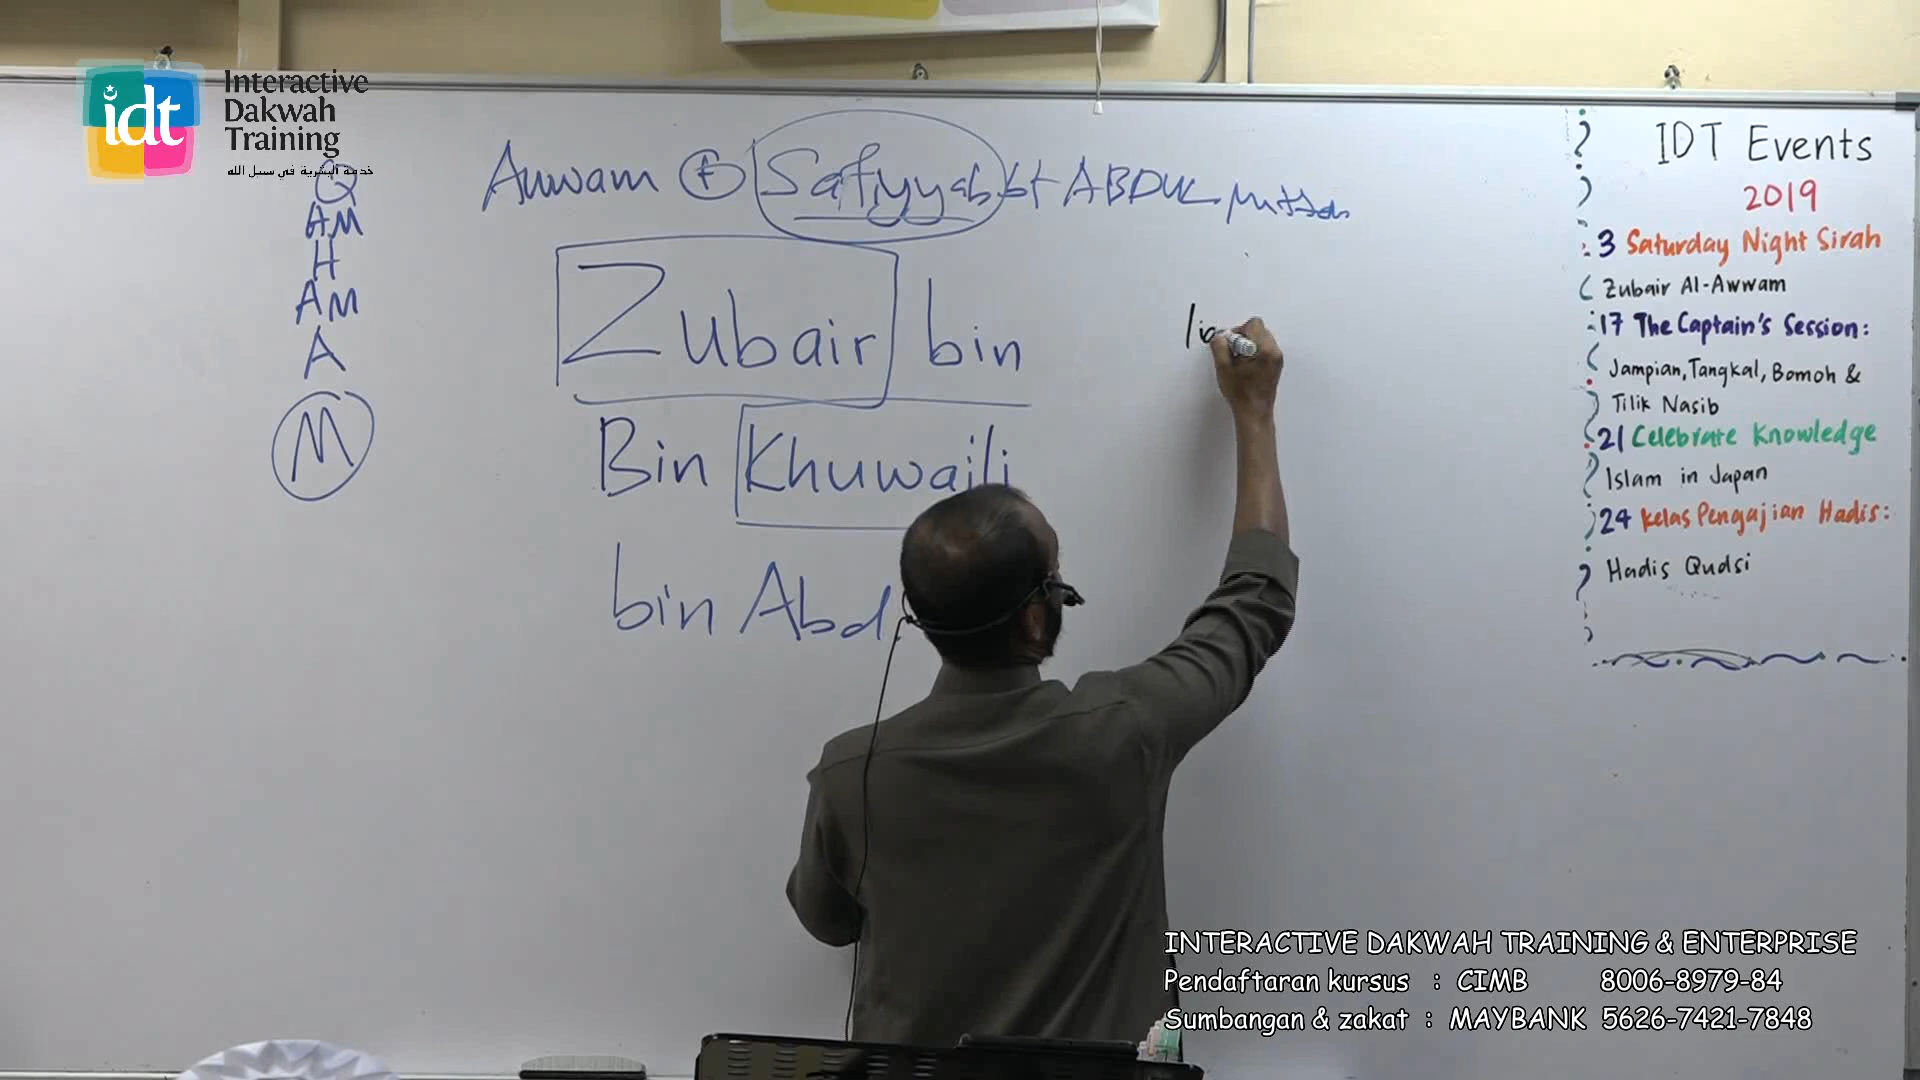 idt
Interactive
Dakwah
Training
خدمة البشرية في سبيل الله
Q
AM
H
AM
A
M
Awwam + Safiyyah bt ABDUL
Zubair bin
Bin Khuwaili
bin Abd
IDT Events
2019
3 Saturday Night Sirah
Zubair Al-Awwam
17 The Captain's Session:
Jampian, Tangkal, Bomoh &
Tilik Nasib
21 Celebrate Knowledge
Islam in Japan
24 Kelas Pengajian Hadis:
Hadis Qudsi
INTERACTIVE DAKWAH TRAINING & ENTERPRISE
Pendaftaran kursus : CIMB 8006-8979-84
Sumbangan & zakat : MAYBANK 5626-7421-7848